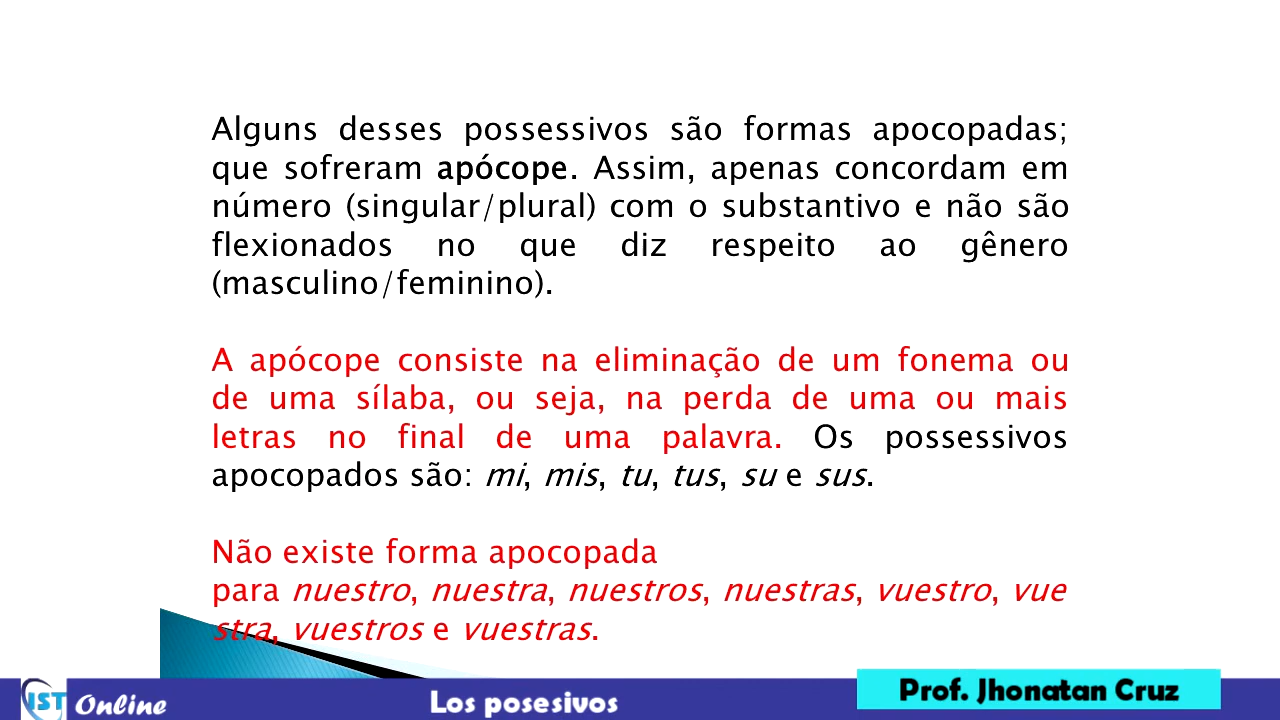 Alguns desses possessivos são formas apocopadas;
que sofreram apócope. Assim, apenas concordam em
número (singular/plural) com o substantivo e não são
flexionados no que diz respeito ao gênero
(masculino/feminino).
A apócope consiste na eliminação de um fonema ou
de uma sílaba, ou seja, na perda de uma ou mais
letras no final de uma palavra. Os possessivos
apocopados são: mi, mis, tu, tus, su e sus.
Não existe forma apocopada
para nuestro, nuestra, nuestros, nuestras, vuestro, vue
stra, vuestros e vuestras.
IST Online
Los posesivos
Prof. Jhonatan Cruz